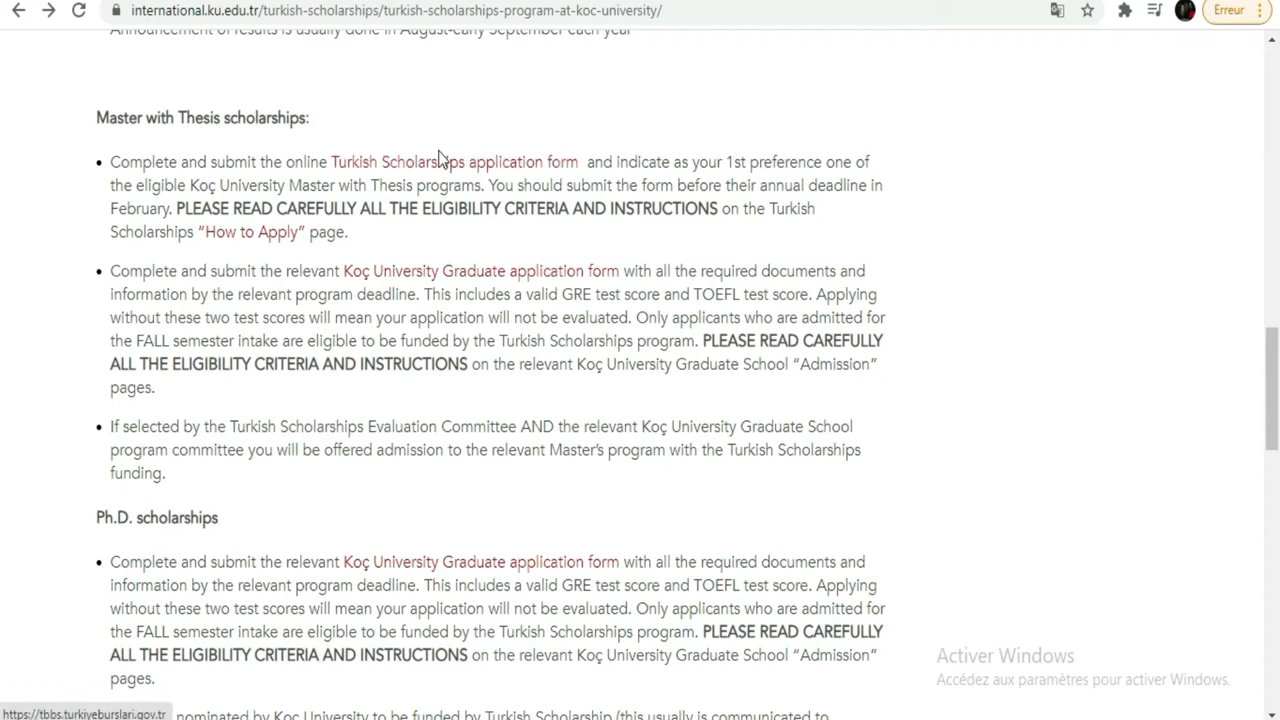 international.ku.edu.tr/turkish-scholarships/turkish-scholarships-program-at-koc-university/
Erreur
Announcement of results is usually done in August-early September each year
Master with Thesis scholarships:
Complete and submit the online Turkish Scholarships application form and indicate as your 1st preference one of
the eligible Koç University Master with Thesis programs. You should submit the form before their annual deadline in
February. PLEASE READ CAREFULLY ALL THE ELIGIBILITY CRITERIA AND INSTRUCTIONS on the Turkish
Scholarships “How to Apply” page.
Complete and submit the relevant Koç University Graduate application form with all the required documents and
information by the relevant program deadline. This includes a valid GRE test score and TOEFL test score. Applying
without these two test scores will mean your application will not be evaluated. Only applicants who are admitted for
the FALL semester intake are eligible to be funded by the Turkish Scholarships program. PLEASE READ CAREFULLY
ALL THE ELIGIBILITY CRITERIA AND INSTRUCTIONS on the relevant Koç University Graduate School “Admission”
pages.
If selected by the Turkish Scholarships Evaluation Committee AND the relevant Koç University Graduate School
program committee you will be offered admission to the relevant Master’s program with the Turkish Scholarships
funding.
Ph.D. scholarships
Complete and submit the relevant Koç University Graduate application form with all the required documents and
information by the relevant program deadline. This includes a valid GRE test score and TOEFL test score. Applying
without these two test scores will mean your application will not be evaluated. Only applicants who are admitted for
the FALL semester intake are eligible to be funded by the Turkish Scholarships program. PLEASE READ CAREFULLY
ALL THE ELIGIBILITY CRITERIA AND INSTRUCTIONS on the relevant Koç University Graduate School “Admission”
pages.
Activer Windows
Accédez aux paramètres pour activer Windows.
https://tbbs.turkiyeburslari.gov.tr
nominated by Koç University to be funded by Turkish Scholarship (this usually is communicated to